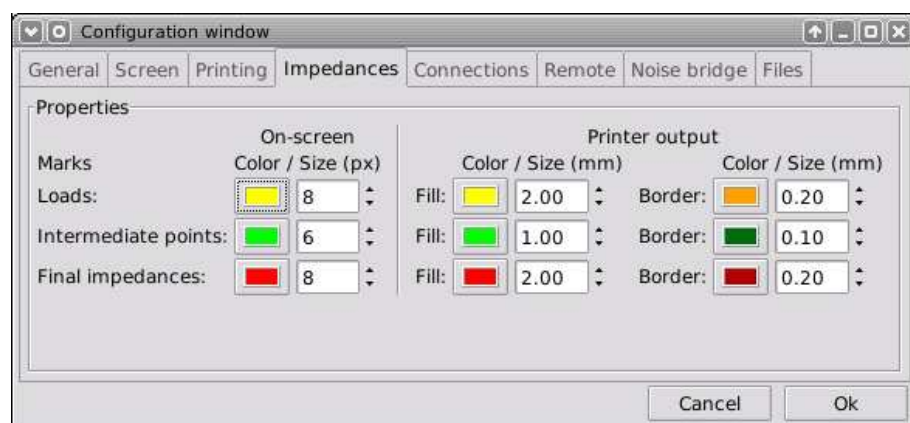 Configuration window
General Screen Printing Impedances Connections Remote Noise bridge Files
Properties
On-screen Printer output
Marks Color / Size (px) Color / Size (mm) Color / Size (mm)
Loads: 8 Fill: 2.00 Border: 0.20
Intermediate points: 6 Fill: 1.00 Border: 0.10
Final impedances: 8 Fill: 2.00 Border: 0.20
Cancel Ok